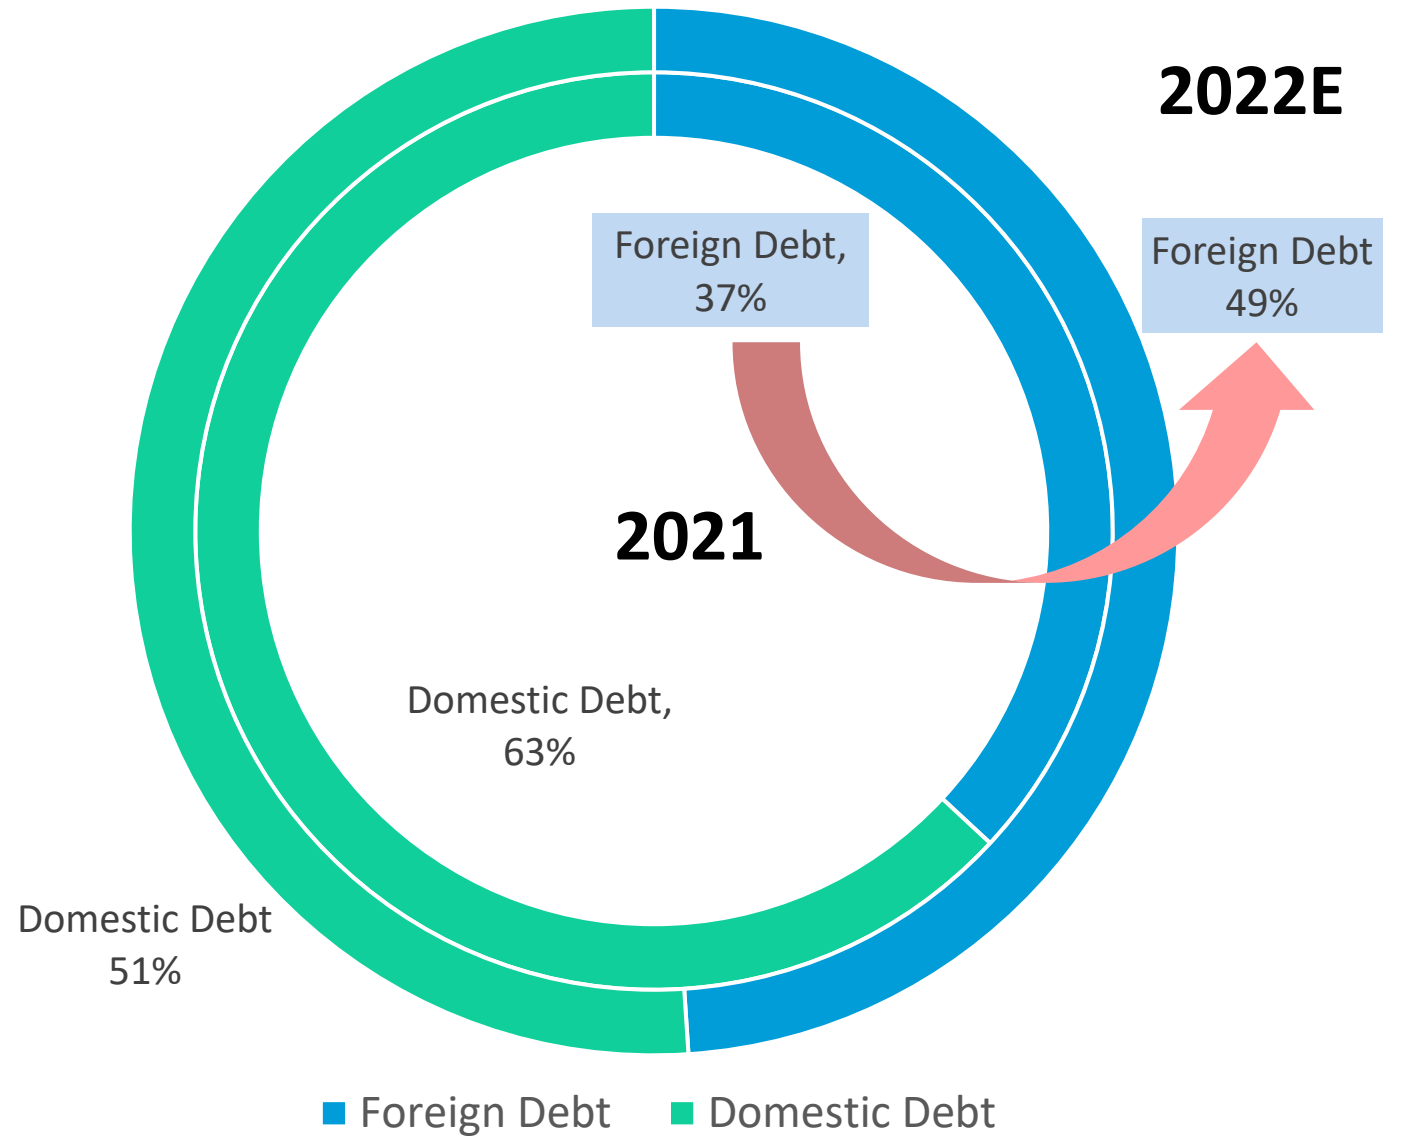 2022E
Foreign Debt,
37%
Foreign Debt
49%
2021
Domestic Debt,
63%
Domestic Debt
51%
Foreign Debt
Domestic Debt